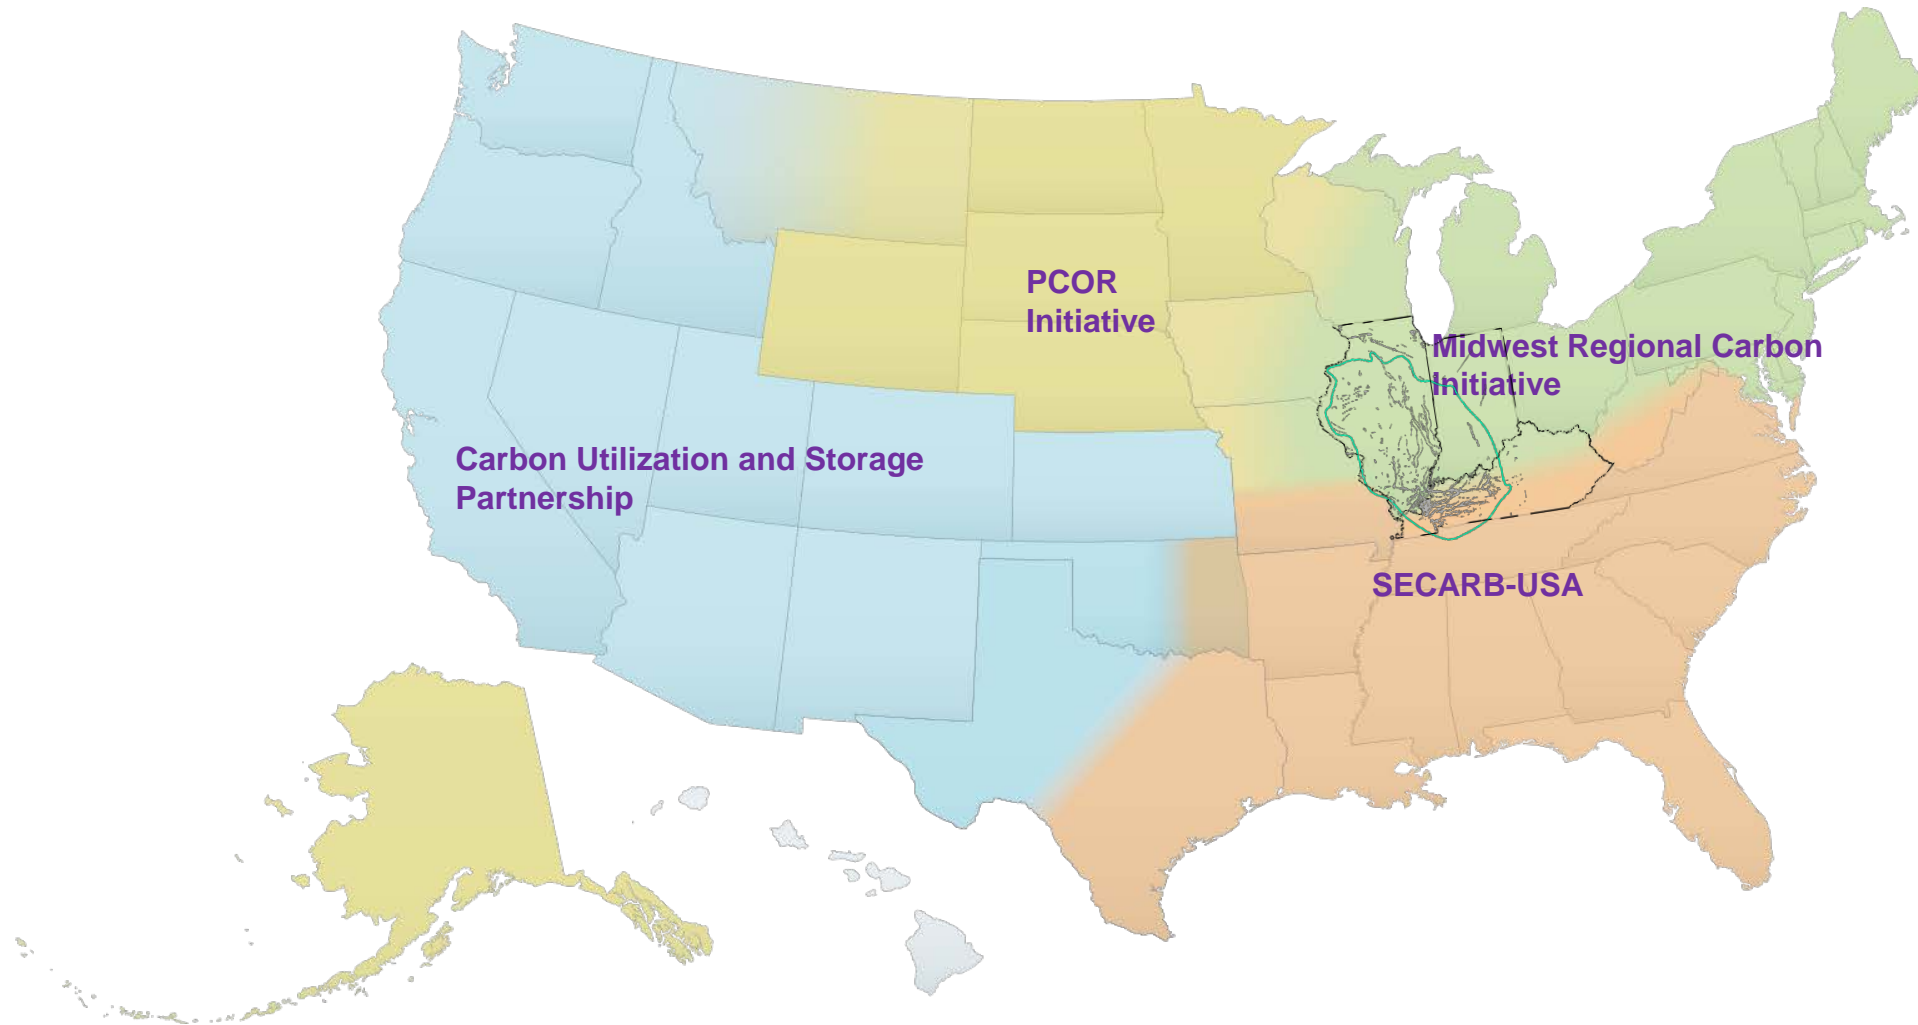 PCOR
Initiative
Midwest Regional Carbon
Initiative
Carbon Utilization and Storage
Partnership
SECARB-USA